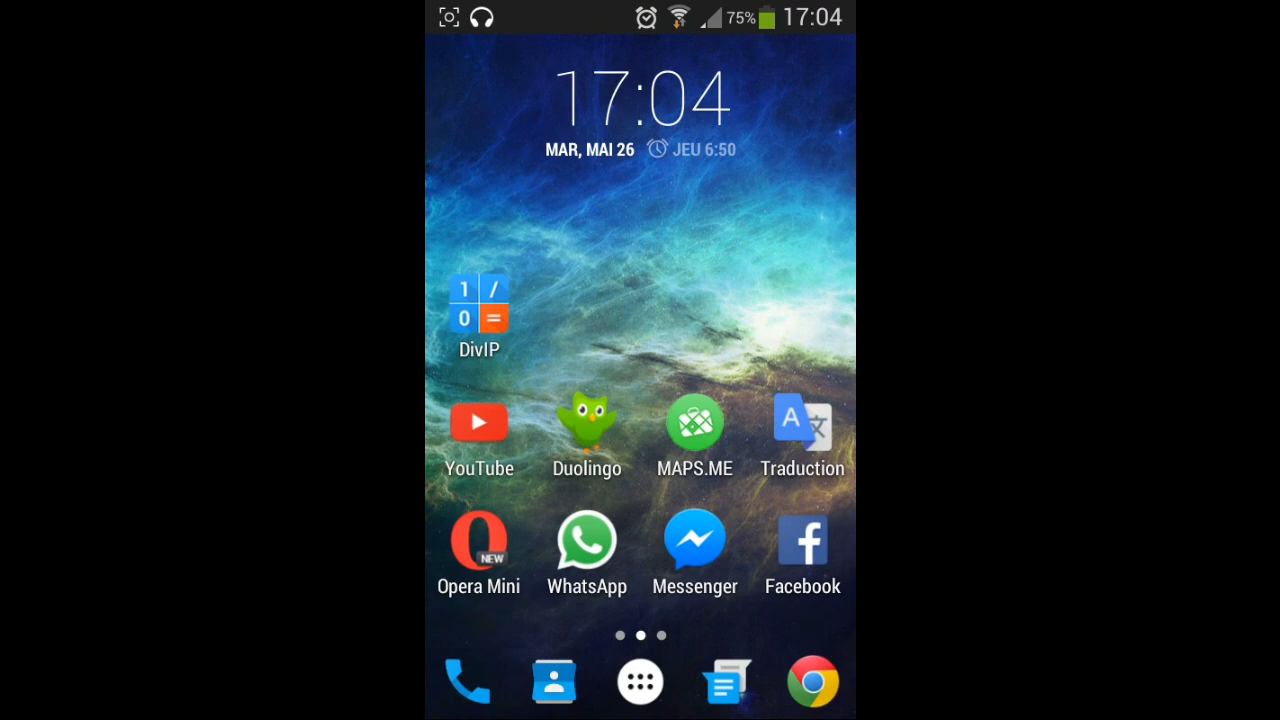 75% 17:04
17:04
MAR, MAI 26 JEU 6:50
1 /
0 =
DivIP
A 文
YouTube Duolingo MAPS.ME Traduction
NEW
Opera Mini WhatsApp Messenger Facebook